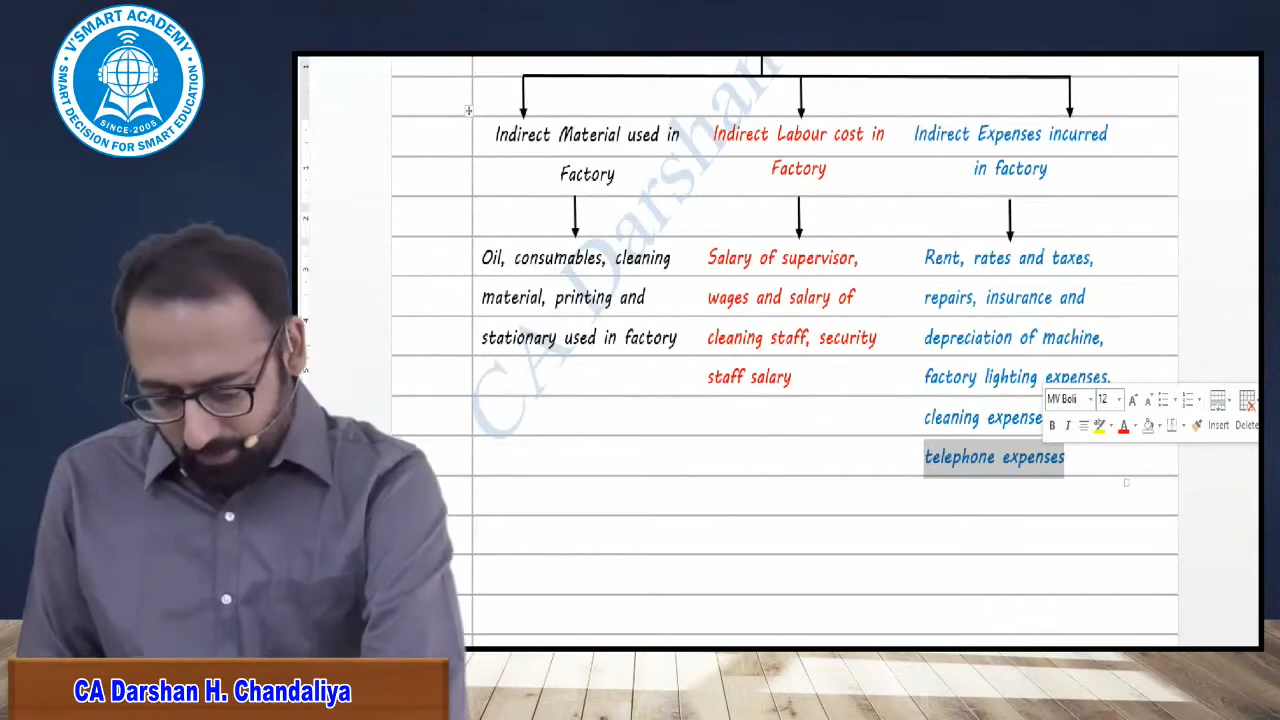 V'SMART ACADEMY
SINCE-2005
SMART DECISION FOR SMART EDUCATION
CA Darshan
Indirect Material used in
Factory
Indirect Labour cost in
Factory
Indirect Expenses incurred
in factory
Oil, consumables, cleaning
material, printing and
stationary used in factory
Salary of supervisor,
wages and salary of
cleaning staff, security
staff salary
Rent, rates and taxes,
repairs, insurance and
depreciation of machine,
factory lighting expenses,
cleaning expense
telephone expenses
MV Boli 12
B I Insert Delete
CA Darshan H. Chandaliya